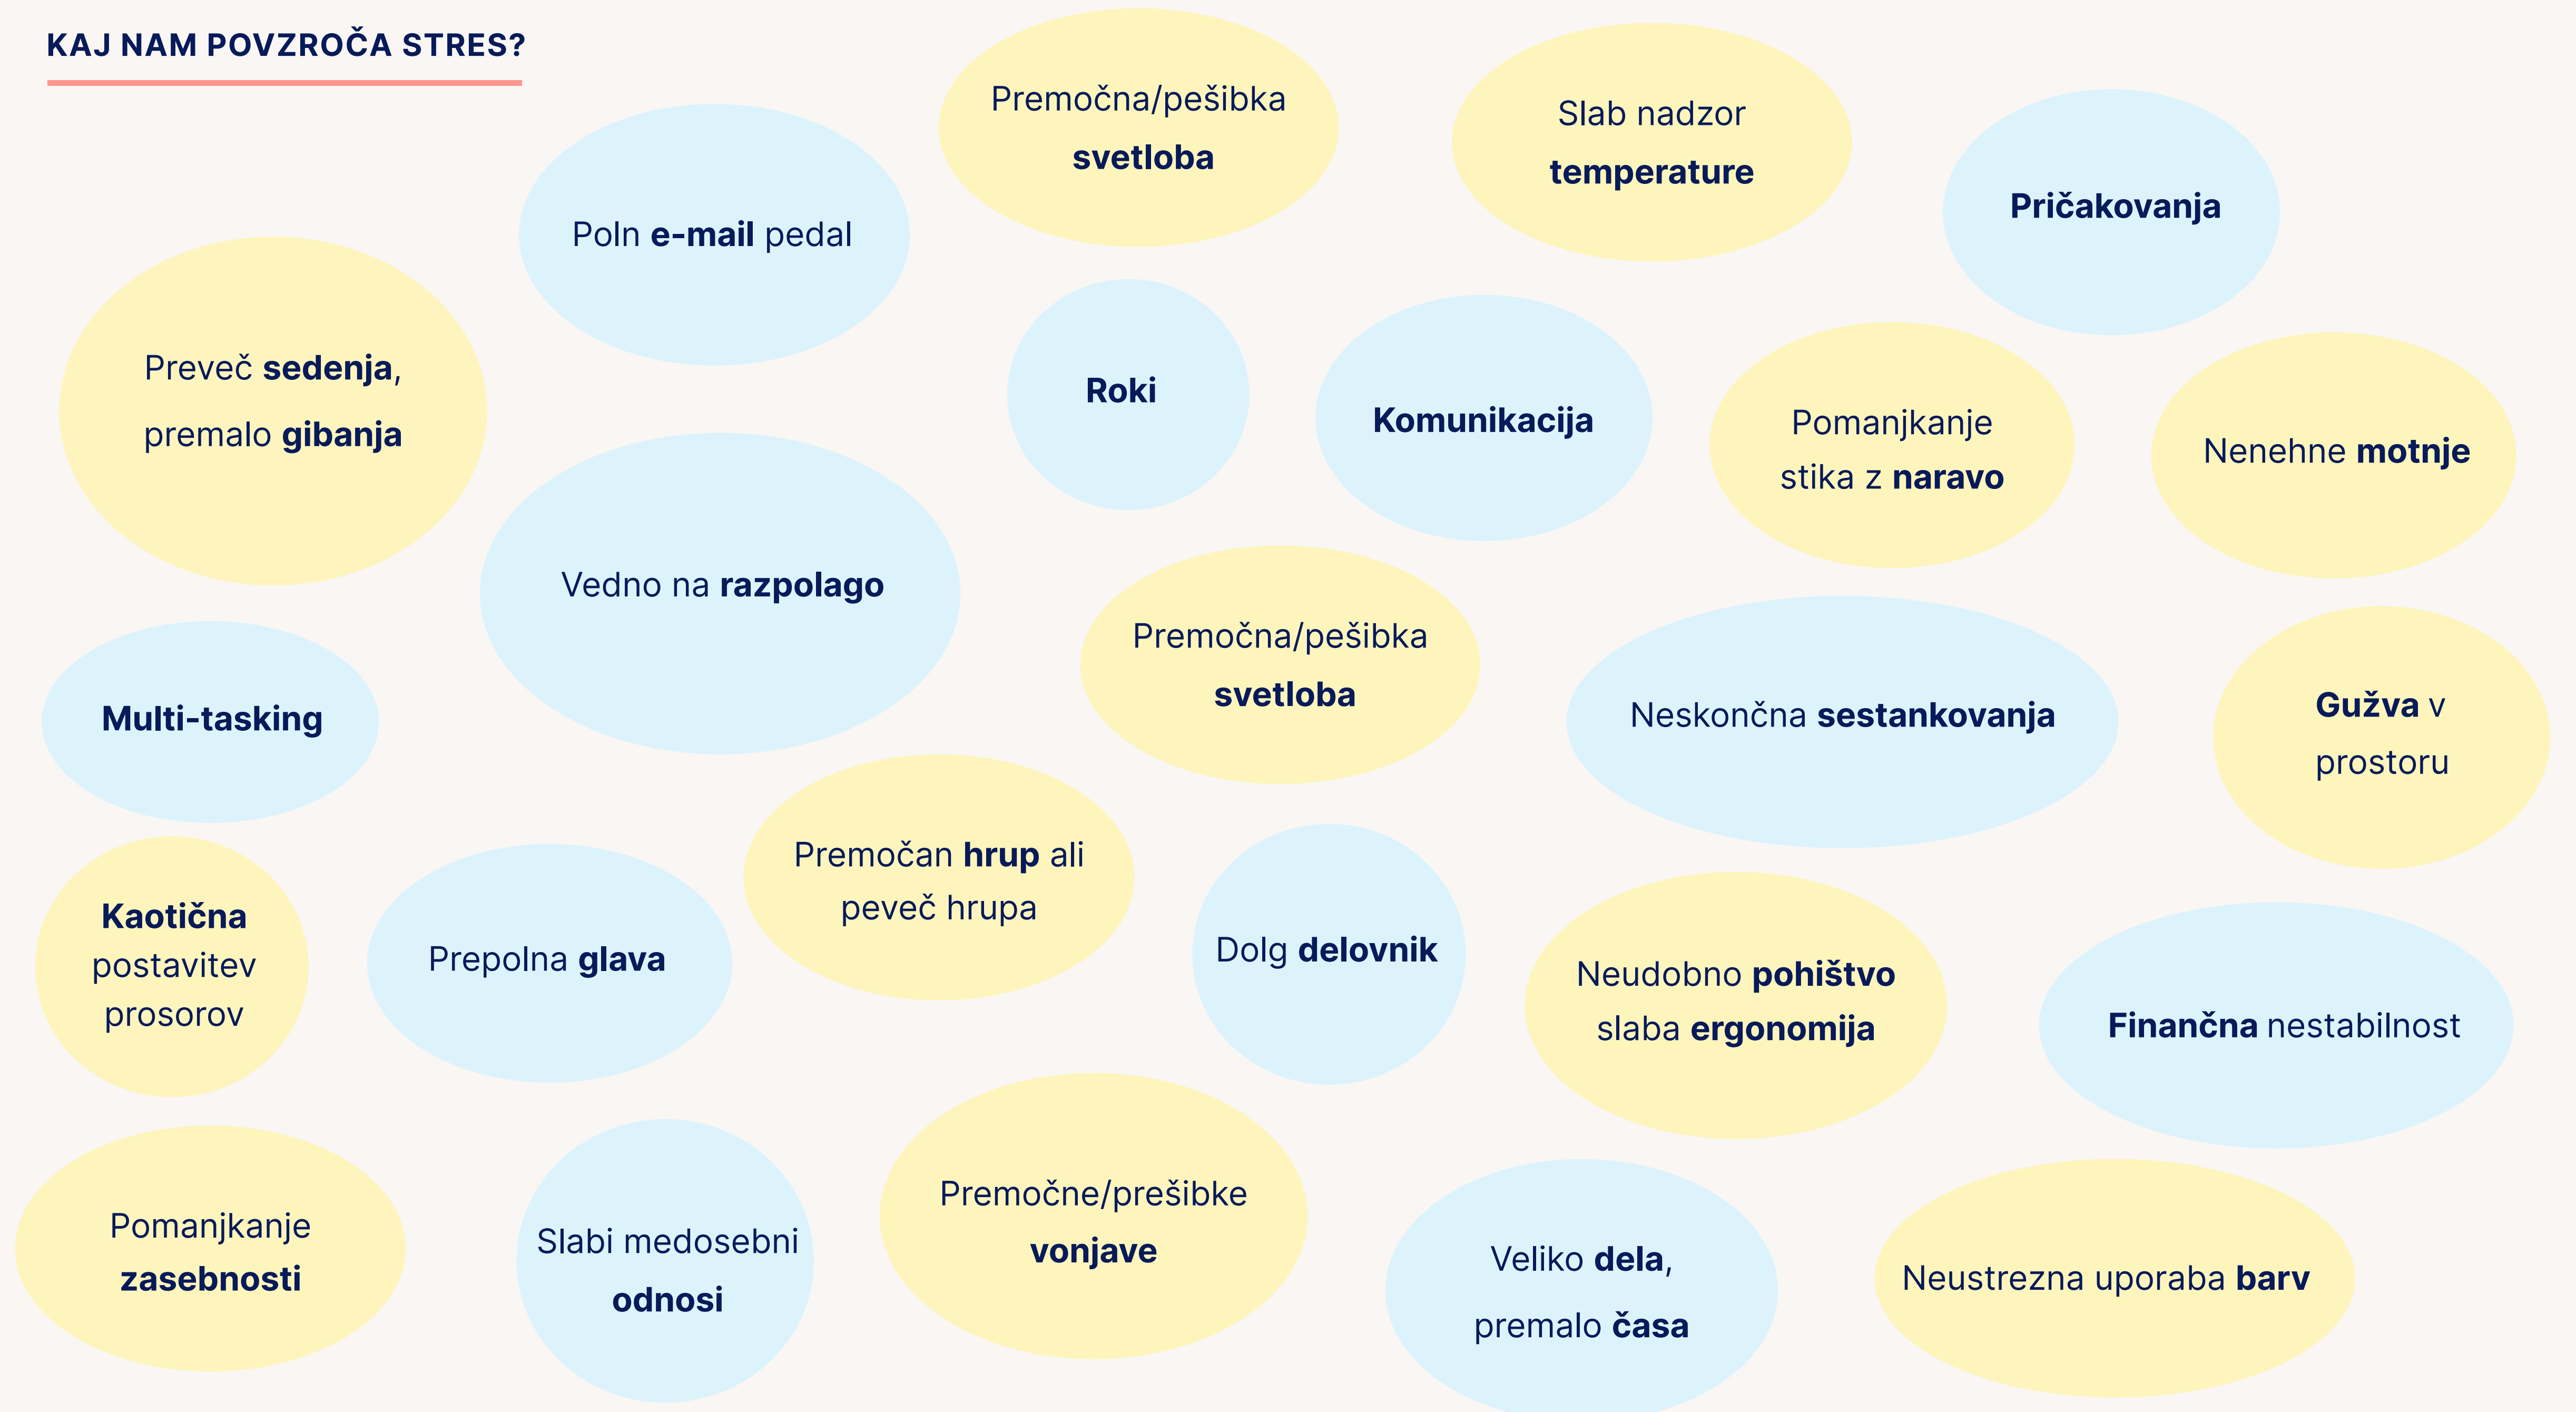 KAJ NAM POVZROČA STRES?
Premočna/pešibka
svetloba
Slab nadzor
temperature
Pričakovanja
Poln e-mail pedal
Preveč sedenja,
premalo gibanja
Roki
Komunikacija
Pomanjkanje
stika z naravo
Nenehne motnje
Vedno na razpolago
Premočna/pešibka
svetloba
Neskončna sestankovanja
Gužva v
prostoru
Multi-tasking
Premočan hrup ali
peveč hrupa
Kaotična
postavitev
prosorov
Prepolna glava
Dolg delovnik
Neudobno pohištvo
slaba ergonomija
Finančna nestabilnost
Pomanjkanje
zasebnosti
Slabi medosebni
odnosi
Premočne/prešibke
vonjave
Veliko dela,
premalo časa
Neustrezna uporaba barv